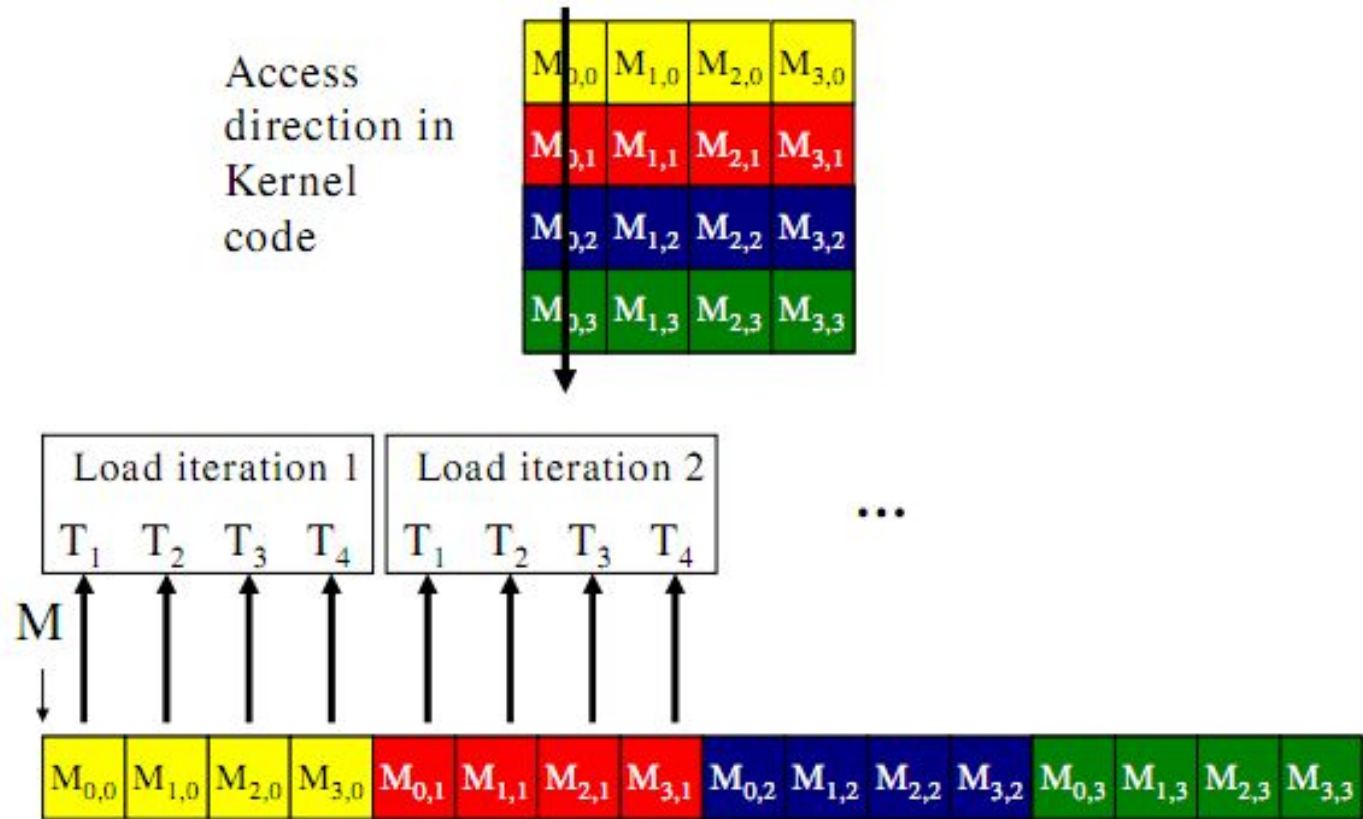 Access
direction in
Kernel
code
M0,0 M1,0 M2,0 M3,0
M0,1 M1,1 M2,1 M3,1
M0,2 M1,2 M2,2 M3,2
M0,3 M1,3 M2,3 M3,3
Load iteration 1
T1 T2 T3 T4
Load iteration 2
T1 T2 T3 T4
...
M
M0,0 M1,0 M2,0 M3,0 M0,1 M1,1 M2,1 M3,1 M0,2 M1,2 M2,2 M3,2 M0,3 M1,3 M2,3 M3,3